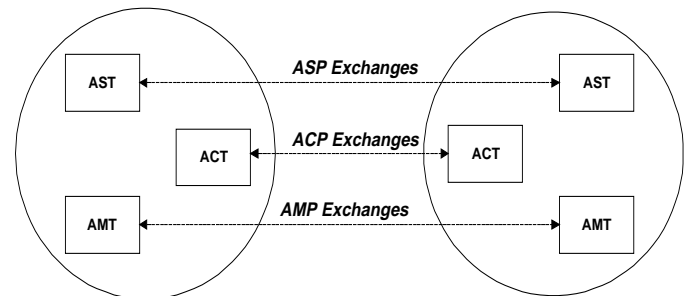 ASP Exchanges
AST
AST
ACP Exchanges
ACT
ACT
AMP Exchanges
AMT
AMT